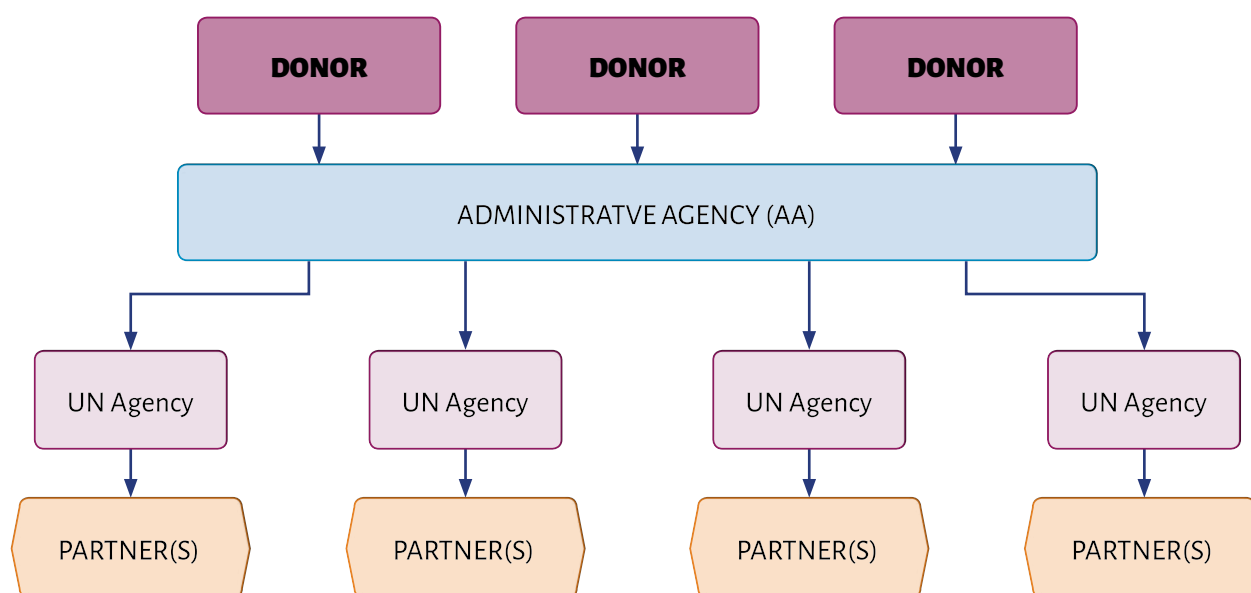 DONOR
DONOR
DONOR
ADMINISTRATVE AGENCY (AA)
UN Agency
UN Agency
UN Agency
UN Agency
PARTNER(S)
PARTNER(S)
PARTNER(S)
PARTNER(S)